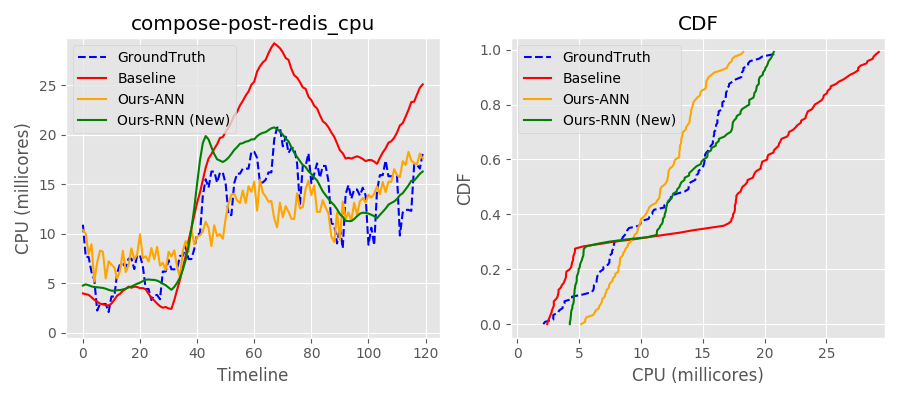 compose-post-redis_cpu
GroundTruth
Baseline
Ours-ANN
Ours-RNN (New)
CPU (millicores)
25
20
15
10
5
0
0
20
40
60
80
100
120
Timeline
CDF
GroundTruth
Baseline
Ours-ANN
Ours-RNN (New)
CDF
1.0
0.8
0.6
0.4
0.2
0.0
0
5
10
15
20
25
CPU (millicores)